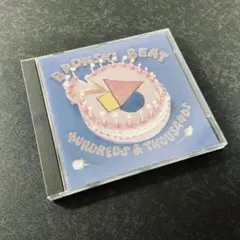 BRONSKI BEAT
HUNDREDS & THOUSANDS